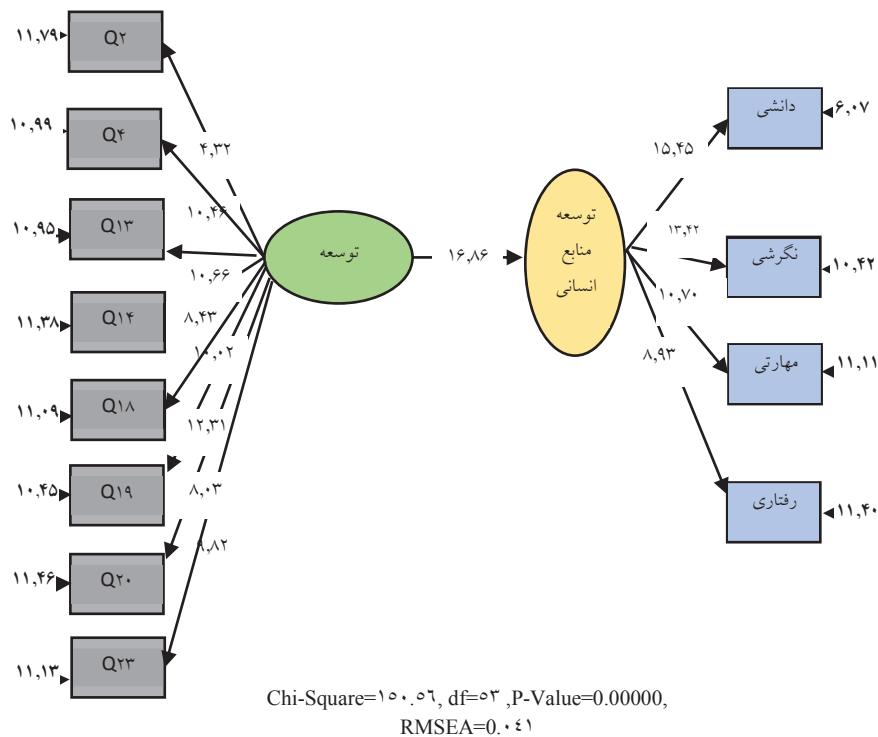 ۱۱,۷۹
Q۲
۱۰,۹۹
Q۴
۱۰,۹۵
Q۱۳
۱۱,۳۸
Q۱۴
۱۱,۰۹
Q۱۸
۱۰,۴۵
Q۱۹
۱۱,۴۶
Q۲۰
۱۱,۱۳
Q۲۳
۴,۳۲
۱۰,۴۶
۱۰,۶۶
۸,۴۳
۱۰,۰۲
۱۲,۳۱
۸,۰۳
۹,۸۲
توسعه
۱۶,۸۶
توسعه
منابع
انسانی
۱۵,۴۵
۱۳,۴۲
۱۰,۷۰
۸,۹۳
دانشی
۶,۰۷
نگرشی
۱۰,۴۲
مهارتی
۱۱,۱۱
رفتاری
۱۱,۴۰
Chi-Square=۱۵۰.۵۶, df=۵۳ ,P-Value=0.00000,
RMSEA=0.۰٤۱